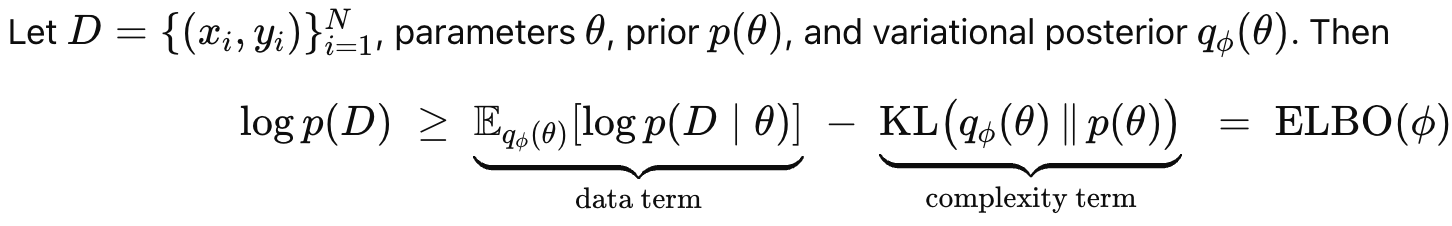 Let D = {(x_i, y_i)}_{i=1}^N, parameters θ, prior p(θ), and variational posterior q_ϕ(θ). Then
log p(D) ≥ 𝔼_{q_ϕ(θ)}[log p(D | θ)] − KL(q_ϕ(θ) ∥ p(θ)) = ELBO(ϕ)
data term complexity term